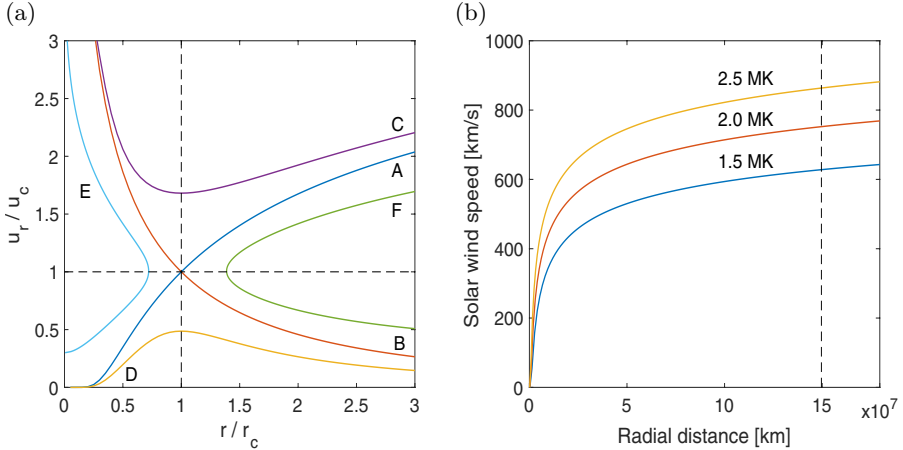 (a)
3
2.5
2
1.5
1
0.5
0
0 0.5 1 1.5 2 2.5 3
u_r / u_c
r / r_c
C
A
E
F
B
D
(b)
1000
800
600
400
200
0
0 5 10 15
x10^7
Solar wind speed [km/s]
Radial distance [km]
2.5 MK
2.0 MK
1.5 MK